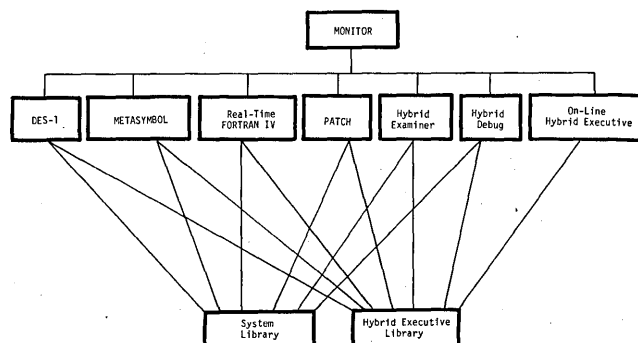 MONITOR
DES-1
METASYMBOL
Real-Time
FORTRAN IV
PATCH
Hybrid
Examiner
Hybrid
Debug
On-Line
Hybrid Executive
System
Library
Hybrid Executive
Library